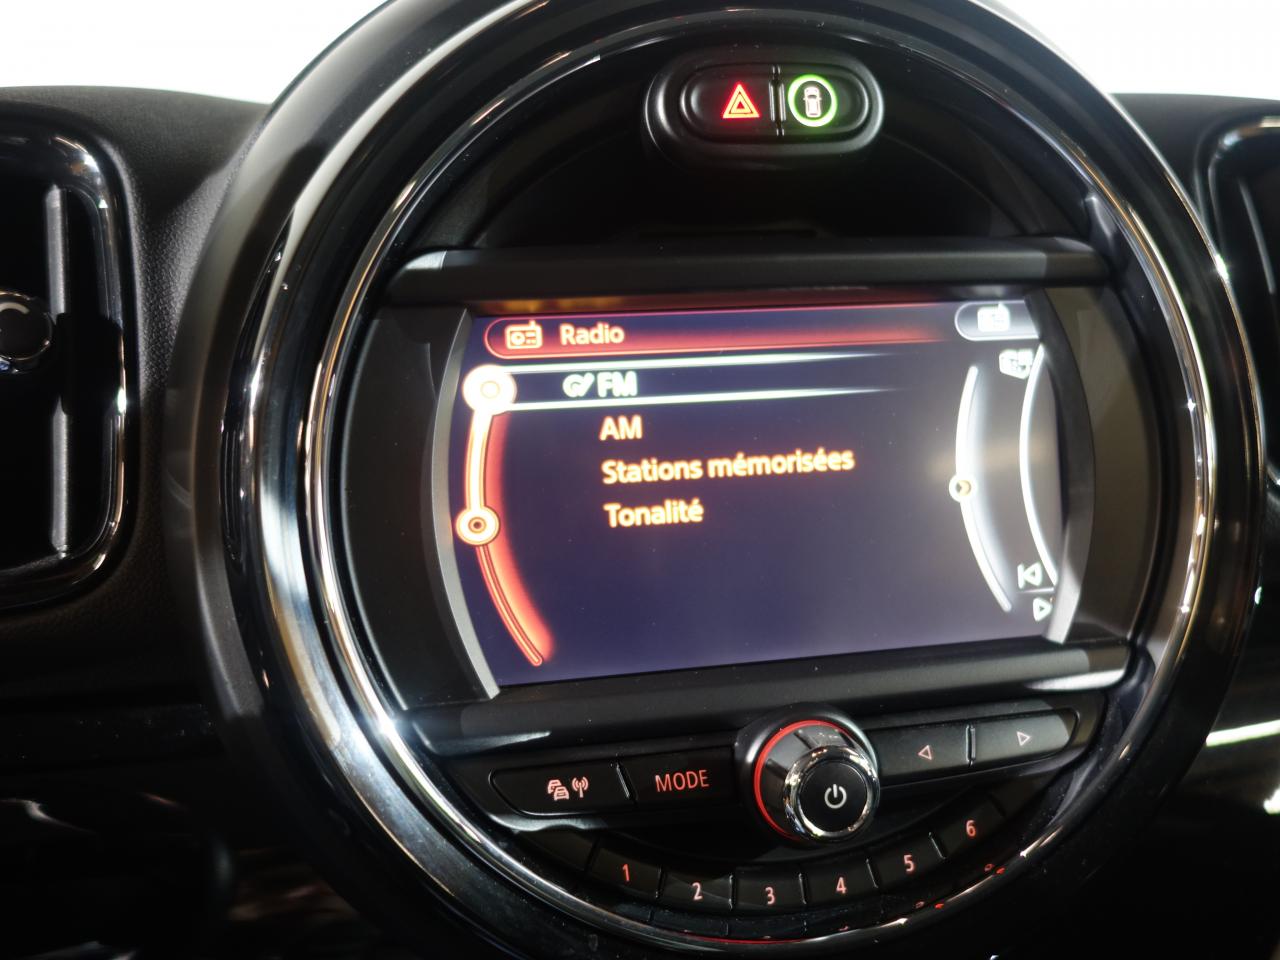 Radio
FM
AM
Stations mémorisées
Tonalité
MODE
1 2 3 4 5 6